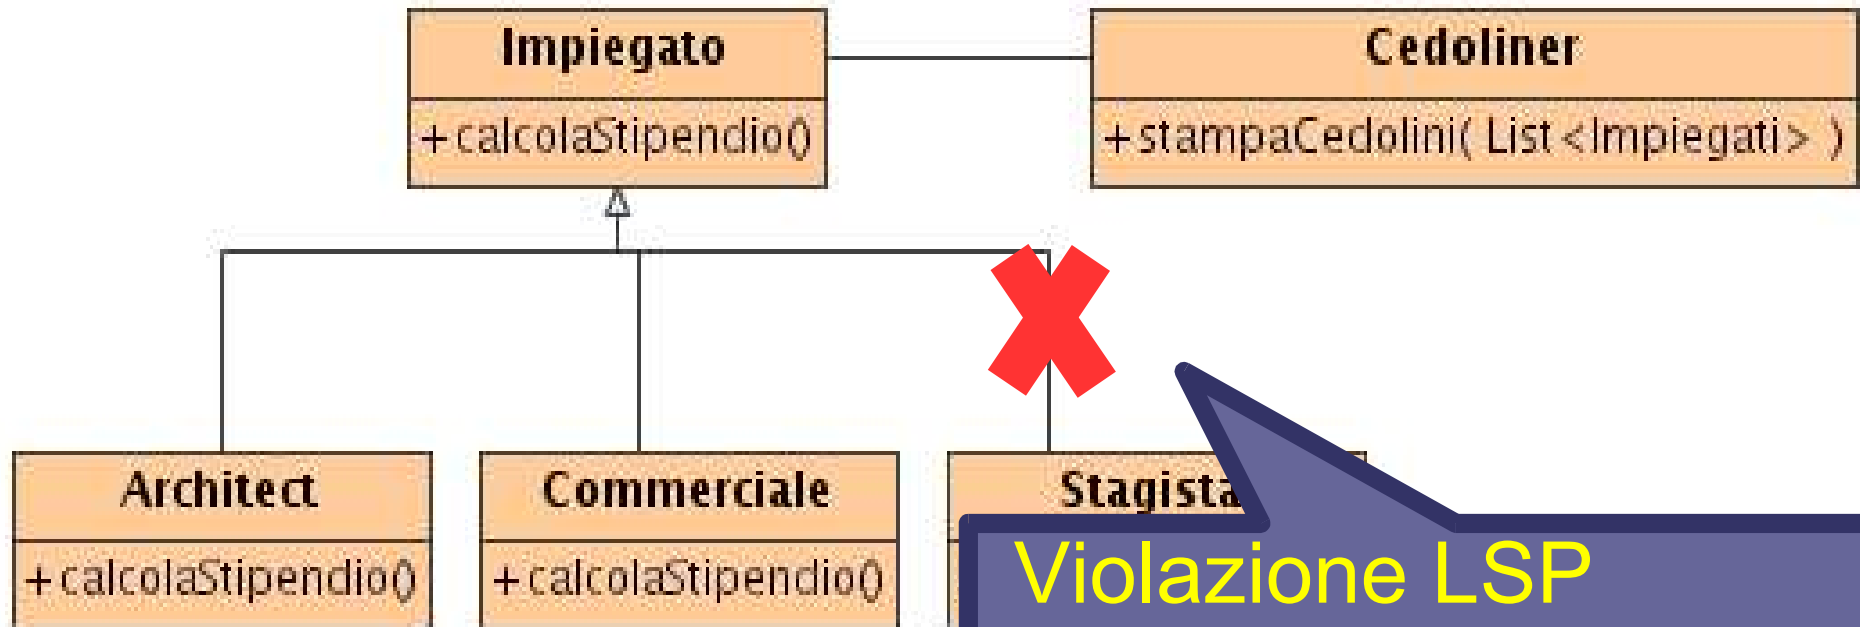 Impiegato
Cedoliner
+calcolaStipendio()
+stampaCedolini( List<Impiegati> )
Architect
Commerciale
Stagista
+calcolaStipendio()
+calcolaStipendio()
Violazione LSP